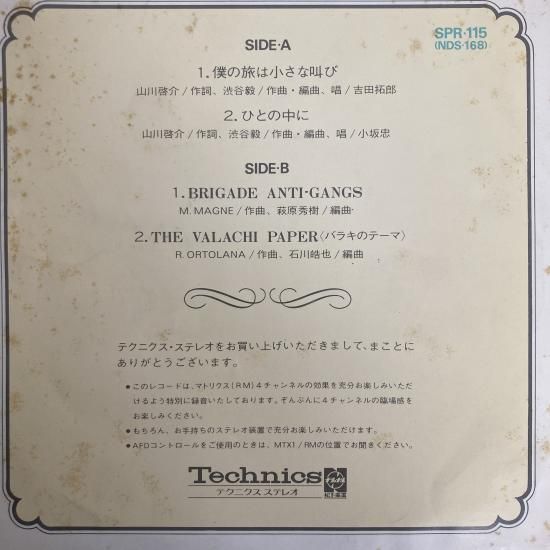 SPR·115
(NDS·168)
SIDE·A
1. 僕の旅は小さな叫び
山川啓介/作詞、渋谷毅/作曲・編曲、唱/吉田拓郎
2. ひとの中に
山川啓介/作詞、渋谷毅/作曲・編曲、唱/小坂忠
SIDE·B
1. BRIGADE ANTI-GANGS
M. MAGNE/作曲、萩原秀樹/編曲
2. THE VALACHI PAPER〈バラキのテーマ〉
R. ORTOLANA/作曲、石川皓也/編曲
テクニクス・ステレオをお買い上げいただきまして、まことに
ありがとうございます。
●このレコードは、マトリクス(RM)4チャンネルの効果を充分お楽しみいただ
けるよう特別に録音いたしております。ぞんぶんに4チャンネルの臨場感を
お楽しみください。
●もちろん、お手持ちのステレオ装置で充分お楽しみいただけます。
●AFDコントロールをご使用のときは、MTX1/RMの位置でお聞きください。
Technics
テクニクス ステレオ